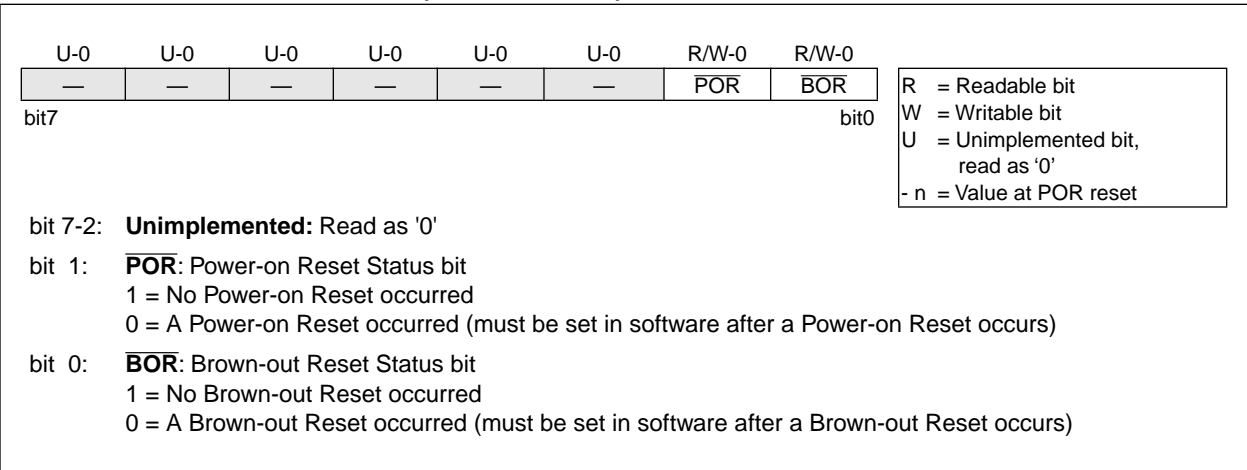 U-0 U-0 U-0 U-0 U-0 U-0 R/W-0 R/W-0
— — — — — — POR BOR
bit7 bit0
R = Readable bit
W = Writable bit
U = Unimplemented bit,
read as ‘0’
- n = Value at POR reset
bit 7-2: Unimplemented: Read as '0'
bit 1: POR: Power-on Reset Status bit
1 = No Power-on Reset occurred
0 = A Power-on Reset occurred (must be set in software after a Power-on Reset occurs)
bit 0: BOR: Brown-out Reset Status bit
1 = No Brown-out Reset occurred
0 = A Brown-out Reset occurred (must be set in software after a Brown-out Reset occurs)